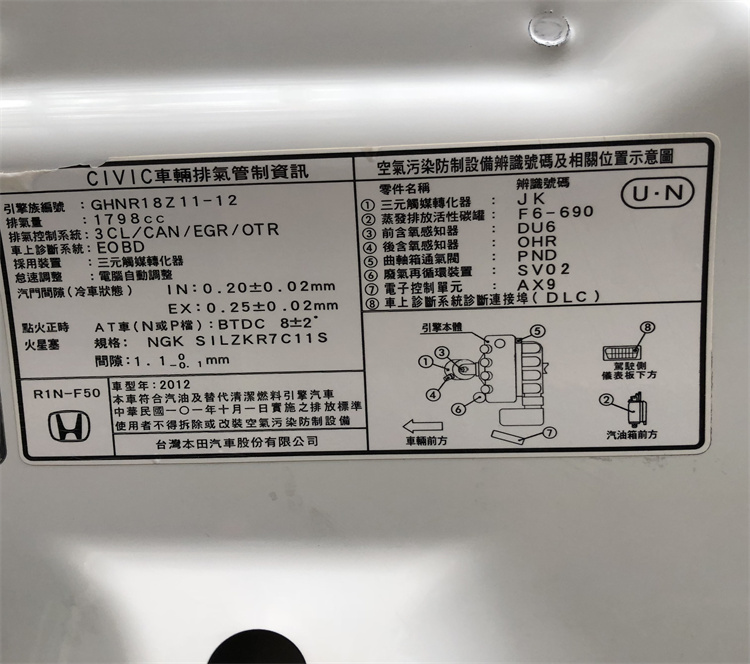 CIVIC車輛排氣管制資訊
引擎族編號：GHNR18Z11-12
排氣量：1798cc
排氣控制系統：3CL/CAN/EGR/OTR
車上診斷系統：EOBD
採用裝置：三元觸媒轉化器
怠速調整：電腦自動調整
汽門間隙(冷車狀態) IN：0.20±0.02mm
EX：0.25±0.02mm
點火正時 AT車(N或P檔)：BTDC 8±2°
火星塞 規格：NGK SILZKR7C11S
間隙：1.1 0 -0.1 mm
R1N-F50
車型年：2012
本車符合汽油及替代清潔燃料引擎汽車
中華民國一〇一年十月一日實施之排放標準
使用者不得拆除或改裝空氣污染防制設備
台灣本田汽車股份有限公司
空氣污染防制設備辨識號碼及相關位置示意圖
零件名稱 辨識號碼
U·N
①三元觸媒轉化器：JK
②蒸發排放活性碳罐：F6-690
③前含氧感知器：DU6
④後含氧感知器：OHR
⑤曲軸箱通氣閥：PND
⑥廢氣再循環裝置：SV02
⑦電子控制單元：AX9
⑧車上診斷系統診斷連接埠(DLC)
引擎本體
⑤
⑧
①
③
④
⑥
⑦
駕駛側
儀表板下方
②
車輛前方
汽油箱前方